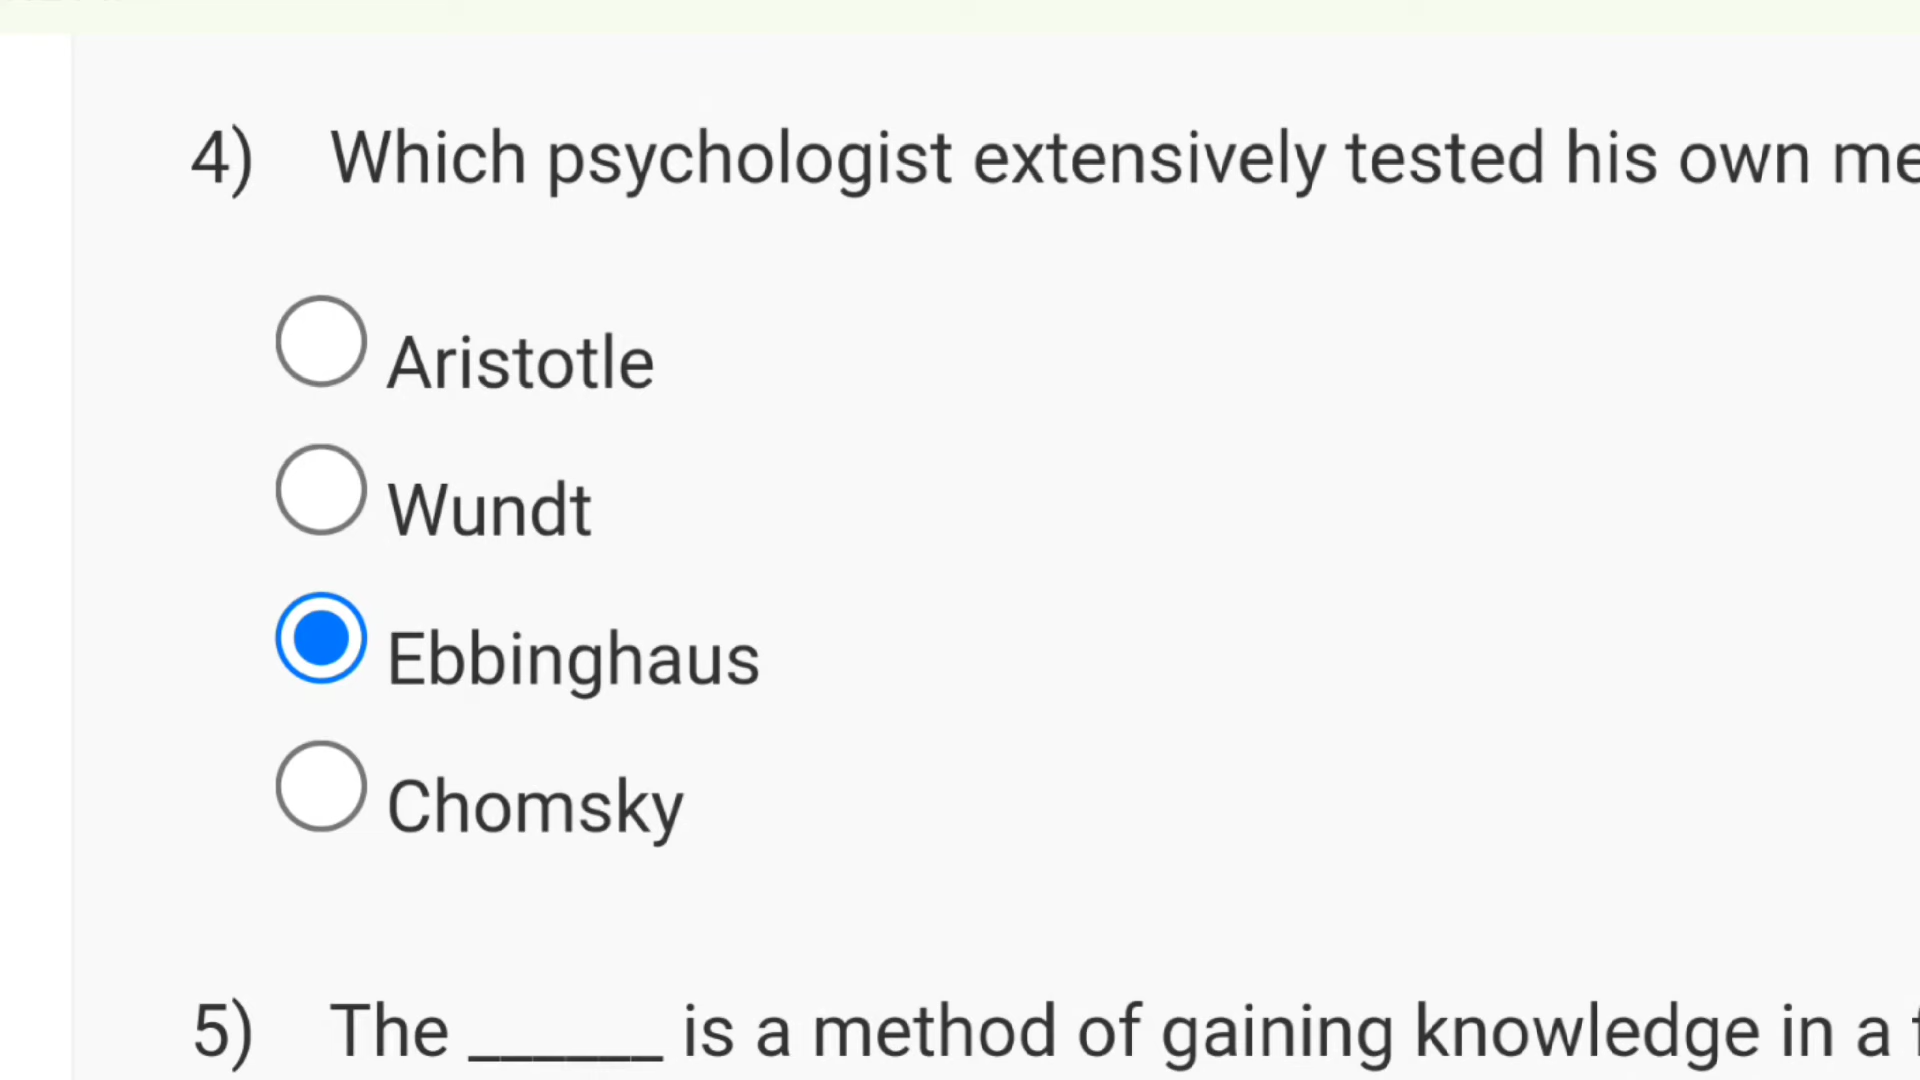 4) Which psychologist extensively tested his own
Aristotle
Wundt
Ebbinghaus
Chomsky
5) The ______ is a method of gaining knowledge in a